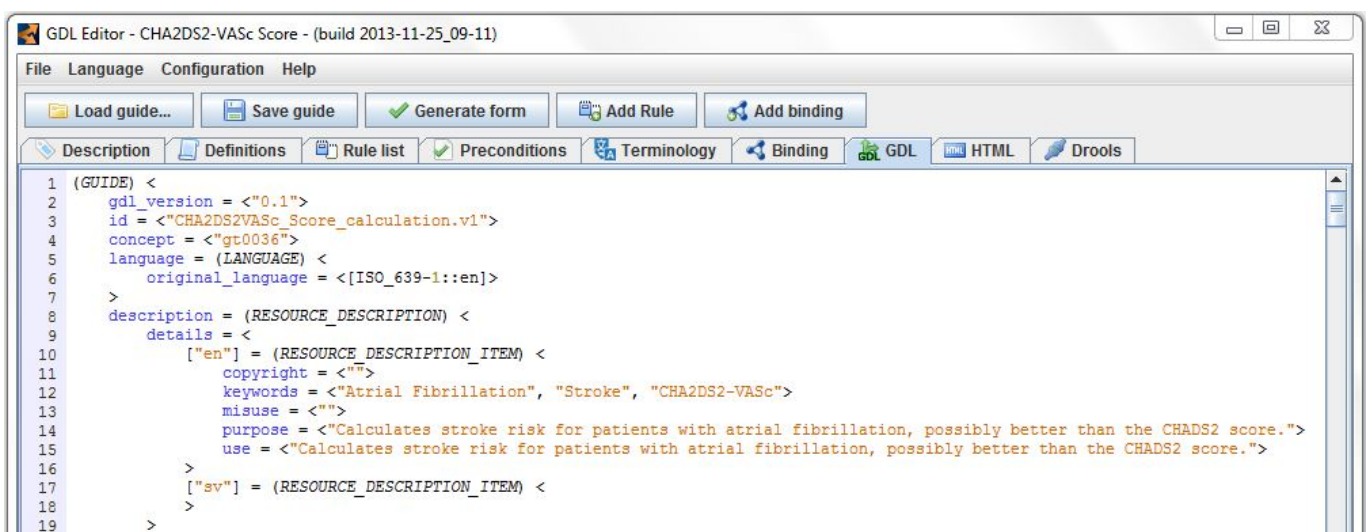 GDL Editor - CHA2DS2-VASc Score - (build 2013-11-25_09-11)
File Language Configuration Help
Load guide... Save guide Generate form Add Rule Add binding
Description Definitions Rule list Preconditions Terminology Binding GDL HTML Drools
1 (GUIDE) <
2 gdl_version = <"0.1">
3 id = <"CHA2DS2VASc_Score_calculation.v1">
4 concept = <"gt0036">
5 language = (LANGUAGE) <
6 original_language = <[ISO_639-1::en]>
7 >
8 description = (RESOURCE_DESCRIPTION) <
9 details = <
10 ["en"] = (RESOURCE_DESCRIPTION_ITEM) <
11 copyright = <"">
12 keywords = <"Atrial Fibrillation", "Stroke", "CHA2DS2-VASc">
13 misuse = <"">
14 purpose = <"Calculates stroke risk for patients with atrial fibrillation, possibly better than the CHADS2 score.">
15 use = <"Calculates stroke risk for patients with atrial fibrillation, possibly better than the CHADS2 score.">
16 >
17 ["sv"] = (RESOURCE_DESCRIPTION_ITEM) <
18 >
19 >